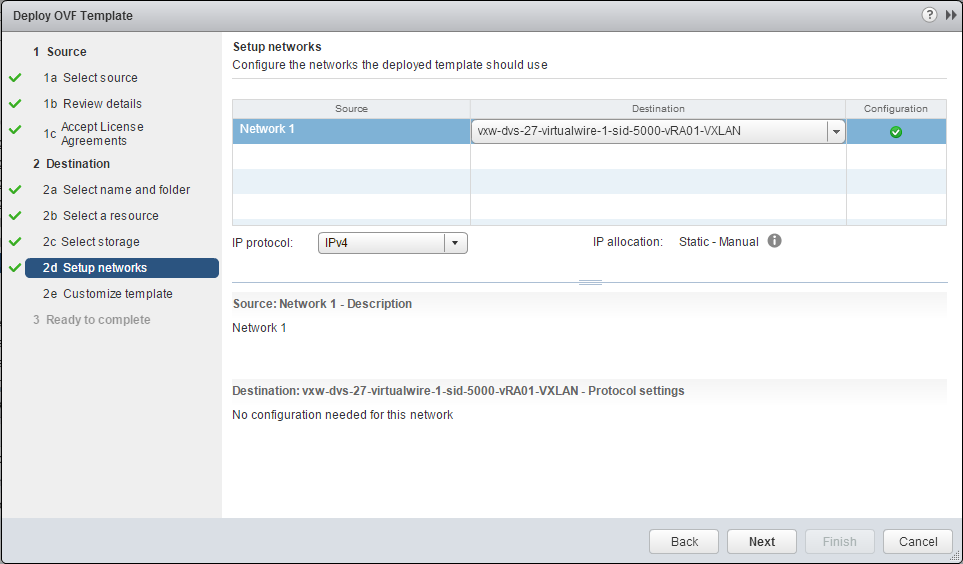 Deploy OVF Template
1 Source
1a Select source
1b Review details
1c Accept License
Agreements
2 Destination
2a Select name and folder
2b Select a resource
2c Select storage
2d Setup networks
2e Customize template
3 Ready to complete
Setup networks
Configure the networks the deployed template should use
Source Destination Configuration
Network 1 vxw-dvs-27-virtualwire-1-sid-5000-vRA01-VXLAN
IP protocol: IPv4 IP allocation: Static - Manual
Source: Network 1 - Description
Network 1
Destination: vxw-dvs-27-virtualwire-1-sid-5000-vRA01-VXLAN - Protocol settings
No configuration needed for this network
Back Next Finish Cancel